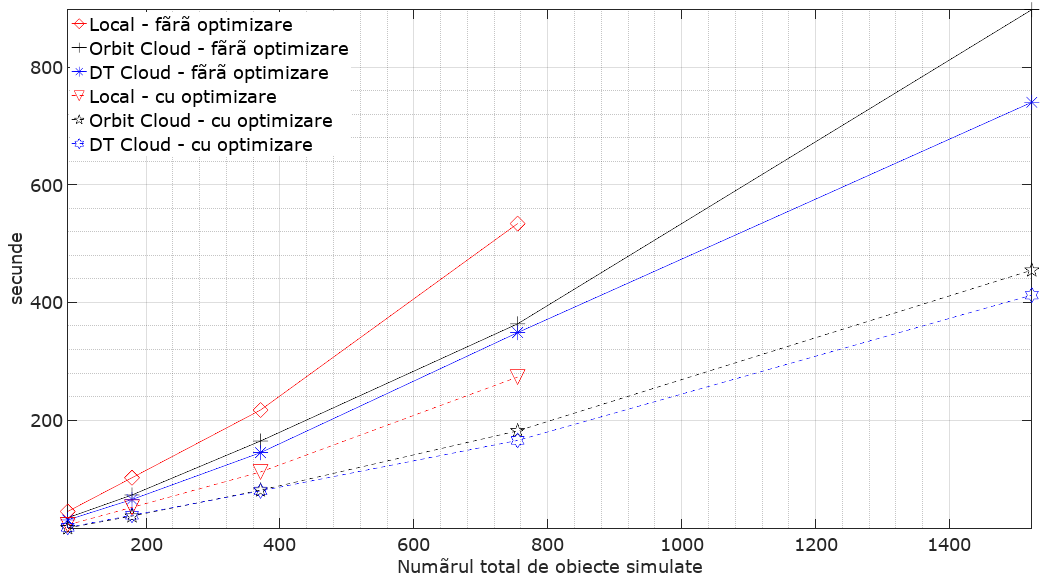 Local - fãrã optimizare
Orbit Cloud - fãrã optimizare
DT Cloud - fãrã optimizare
Local - cu optimizare
Orbit Cloud - cu optimizare
DT Cloud - cu optimizare
800
600
400
200
secunde
200 400 600 800 1000 1200 1400
Numãrul total de obiecte simulate